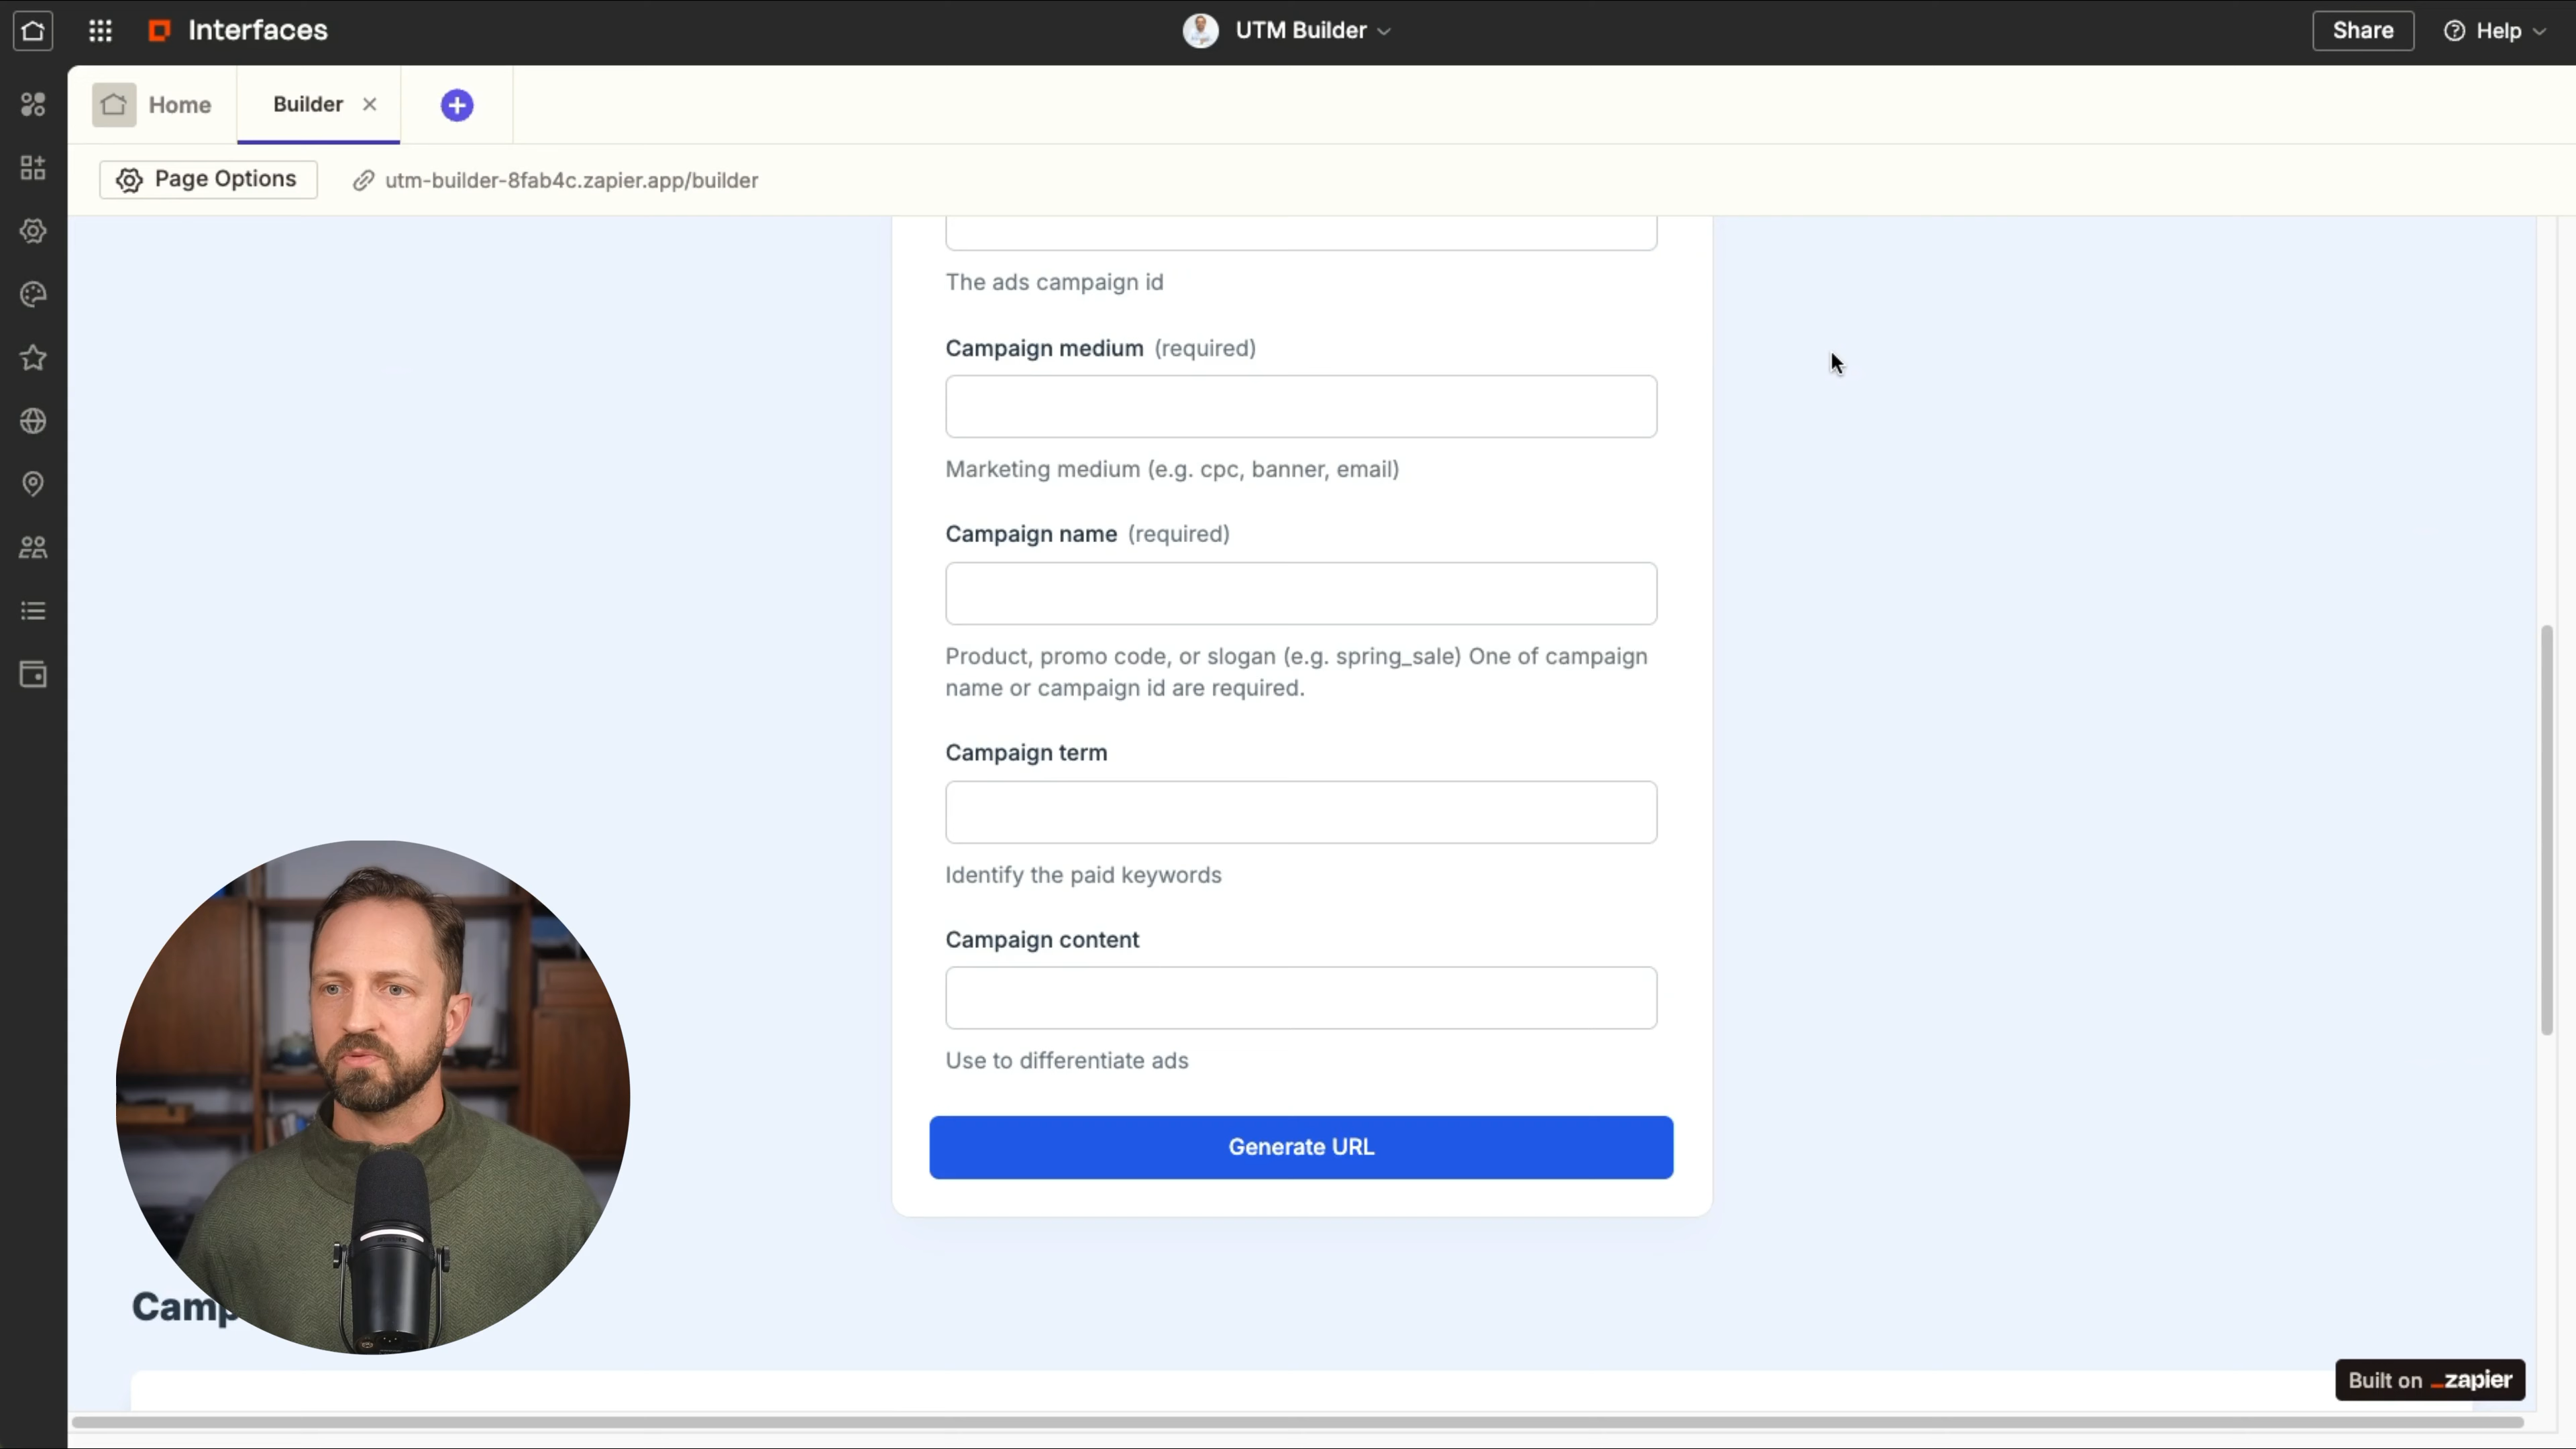 Interfaces
UTM Builder
Share
Help
Home
Builder
Page Options
utm-builder-8fab4c.zapier.app/builder
The ads campaign id
Campaign medium (required)
Marketing medium (e.g. cpc, banner, email)
Campaign name (required)
Product, promo code, or slogan (e.g. spring_sale) One of campaign
name or campaign id are required.
Campaign term
Identify the paid keywords
Campaign content
Use to differentiate ads
Generate URL
Camp
Built on _zapier